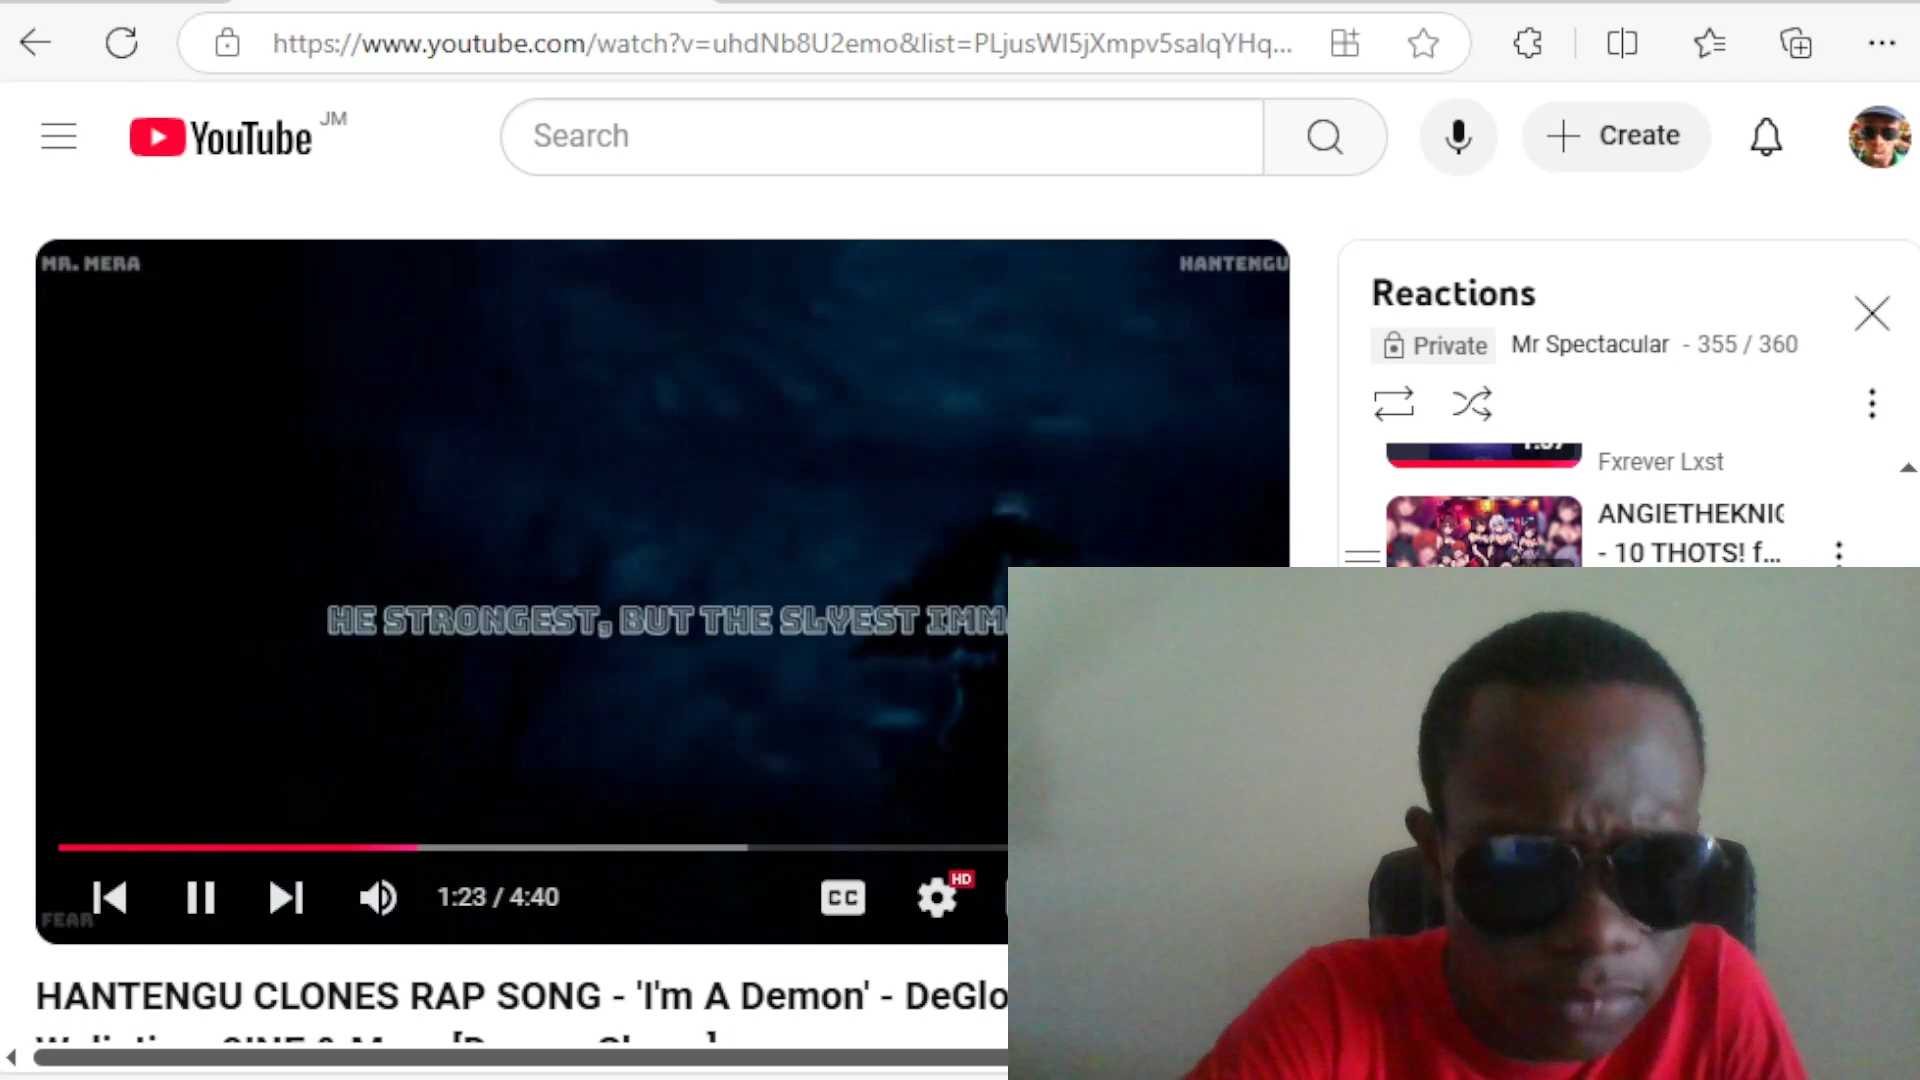 https://www.youtube.com/watch?v=uhdNb8U2emo&list=PLjusWI5jXmpv5salqYHq...
YouTube JM
Search
Create
MR. MERA
HANTENGU
HE STRONGEST, BUT THE SLYEST IMM
FEAR
1:23 / 4:40
CC
HD
HANTENGU CLONES RAP SONG - 'I'm A Demon' - DeGlo
Reactions
Private Mr Spectacular - 355 / 360
Fxrever Lxst
ANGIETHEKNIG
- 10 THOTS! f...